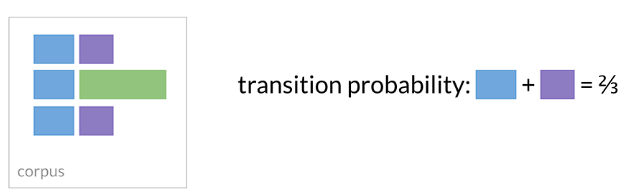 transition probability: + = ⅔
corpus